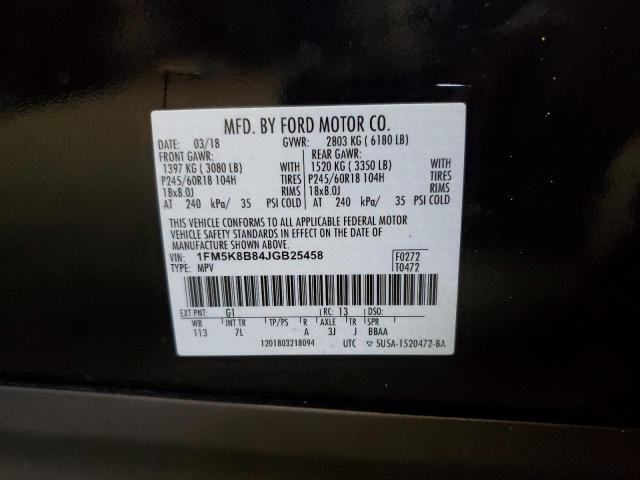 MFD. BY FORD MOTOR CO.
DATE: 03/18 GVWR: 2803 KG ( 6180 LB)
FRONT GAWR: REAR GAWR:
1397 KG ( 3080 LB) WITH 1520 KG ( 3350 LB) WITH
P245/60R18 104H TIRES P245/60R18 104H TIRES
18x8.0J RIMS 18x8.0J RIMS
AT 240 kPa/ 35 PSI COLD AT 240 kPa/ 35 PSI COLD
THIS VEHICLE CONFORMS TO ALL APPLICABLE FEDERAL MOTOR
VEHICLE SAFETY STANDARDS IN EFFECT ON THE DATE OF
MANUFACTURE SHOWN ABOVE.
VIN: 1FM5K8B84JGB25458 F0272
TYPE: MPV T0472
EXT PNT: G1 RC: 13 DSO:
WB INT TR TP/PS R AXLE TR SPR
113 7L A 3J J BBAA
1201803218094 UTC 5U5A-1520472-BA